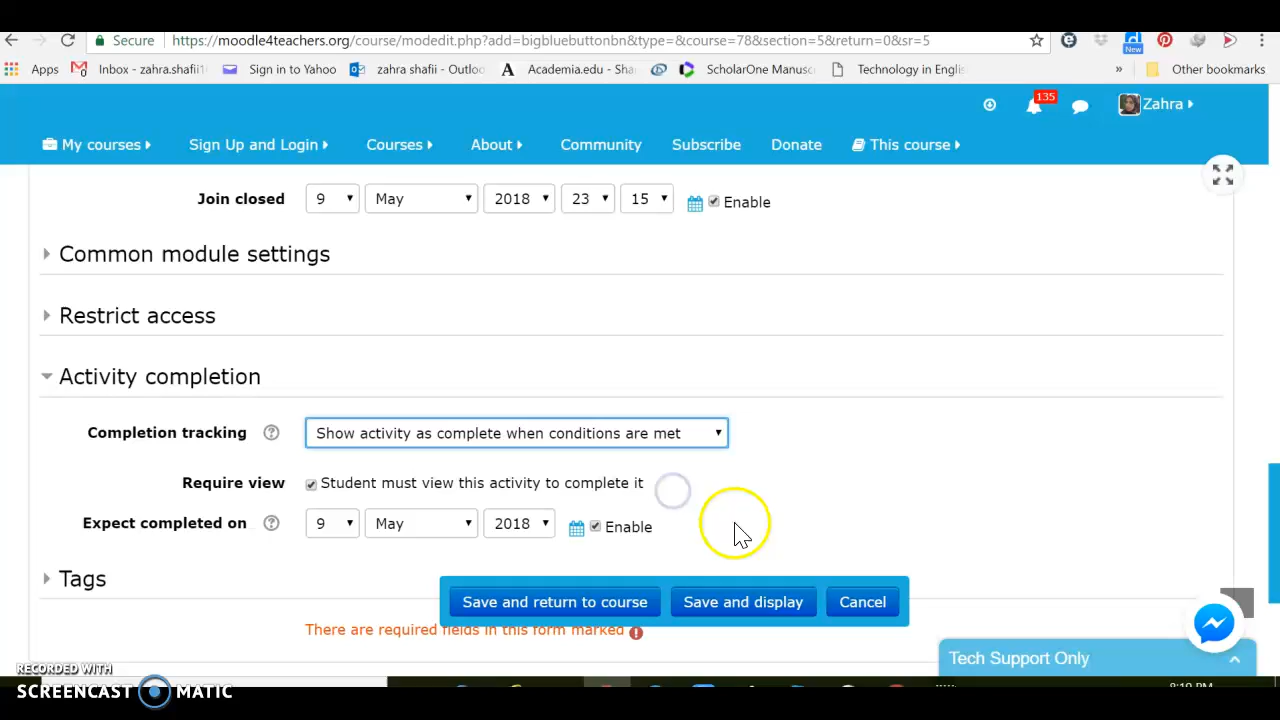 Secure
https://moodle4teachers.org/course/modedit.php?add=bigbluebuttonbn&type=&course=78&section=5&return=0&sr=5
New
Apps Inbox - zahra.shafii1 Sign in to Yahoo zahra shafii - Outloo Academia.edu - Sha ScholarOne Manusc Technology in Englis » Other bookmarks
135
Zahra
My courses Sign Up and Login Courses About Community Subscribe Donate This course
Join closed 9 May 2018 23 15 Enable
Common module settings
Restrict access
Activity completion
Completion tracking ? Show activity as complete when conditions are met
Require view Student must view this activity to complete it
Expect completed on ? 9 May 2018 Enable
Tags
Save and return to course Save and display Cancel
There are required fields in this form marked
Tech Support Only
RECORDED WITH
SCREENCAST MATIC
8:19 PM